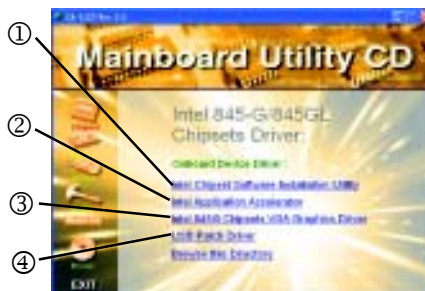 Mainboard Utility CD
①
Intel 845-G/845GL
Chipsets Driver:
②
Onboard Device Driver:
Intel Chipset Software Installation Utility
Intel Application Accelerator
③
Intel 845G Chipsets VGA Graphics Driver
USB Patch Driver
④
Browse this Directory
EXIT